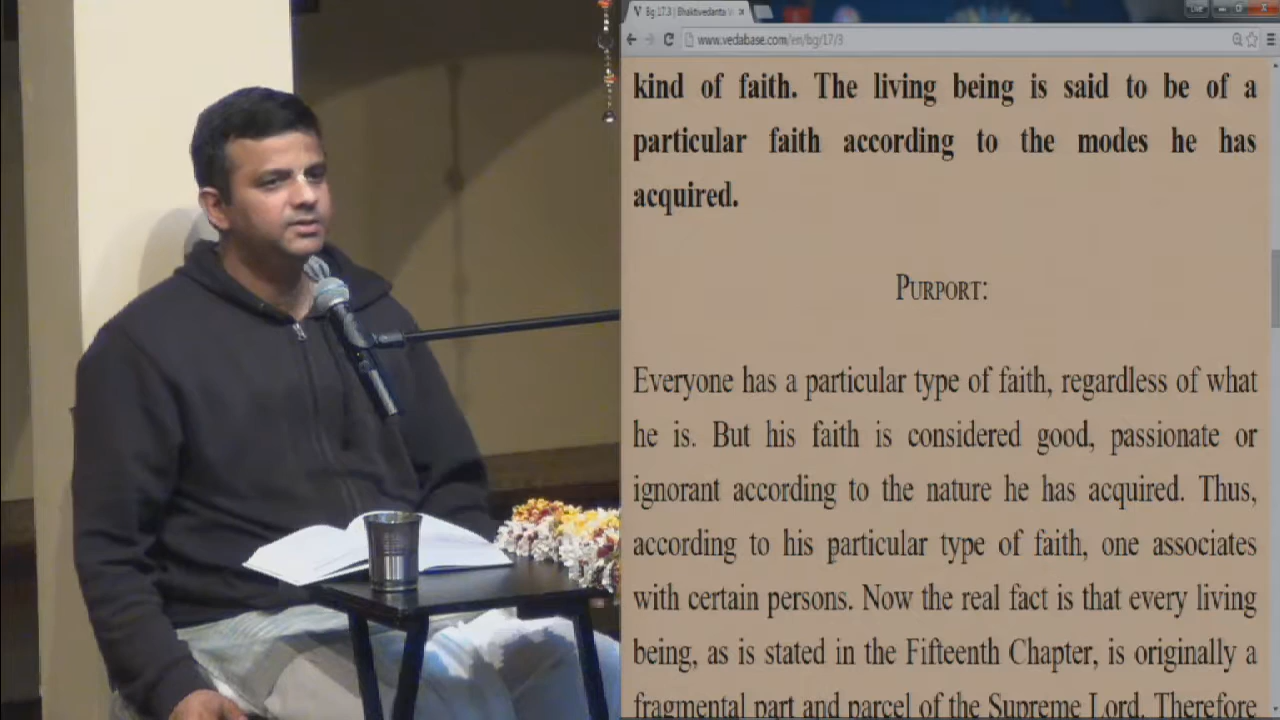 Bg 17.3 | Bhaktivedanta V
www.vedabase.com/en/bg/17/3
kind of faith. The living being is said to be of a
particular faith according to the modes he has
acquired.
PURPORT:
Everyone has a particular type of faith, regardless of what
he is. But his faith is considered good, passionate or
ignorant according to the nature he has acquired. Thus,
according to his particular type of faith, one associates
with certain persons. Now the real fact is that every living
being, as is stated in the Fifteenth Chapter, is originally a
fragmental part and parcel of the Supreme Lord. Therefore